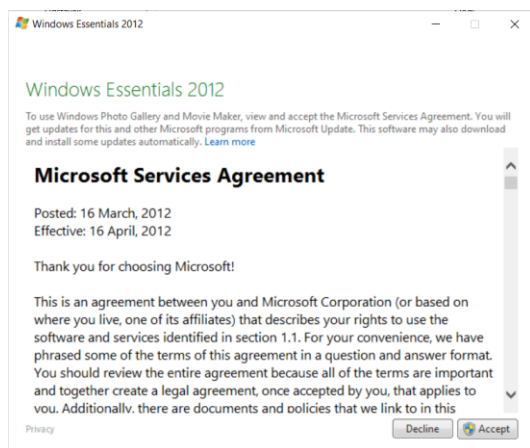 Windows Essentials 2012
Windows Essentials 2012
To use Windows Photo Gallery and Movie Maker, view and accept the Microsoft Services Agreement. You will
get updates for this and other Microsoft programs from Microsoft Update. This software may also download
and install some updates automatically. Learn more
Microsoft Services Agreement
Posted: 16 March, 2012
Effective: 16 April, 2012
Thank you for choosing Microsoft!
This is an agreement between you and Microsoft Corporation (or based on
where you live, one of its affiliates) that describes your rights to use the
software and services identified in section 1.1. For your convenience, we have
phrased some of the terms of this agreement in a question and answer format.
You should review the entire agreement because all of the terms are important
and together create a legal agreement, once accepted by you, that applies to
you. Additionally, there are documents and policies that we link to in this
Privacy
Decline
Accept